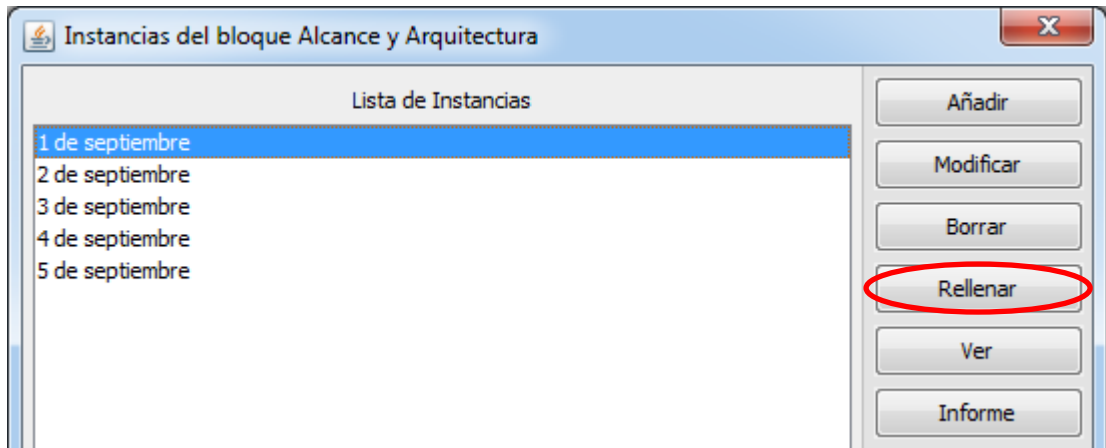 Instancias del bloque Alcance y Arquitectura
Lista de Instancias
1 de septiembre
2 de septiembre
3 de septiembre
4 de septiembre
5 de septiembre
Añadir
Modificar
Borrar
Rellenar
Ver
Informe